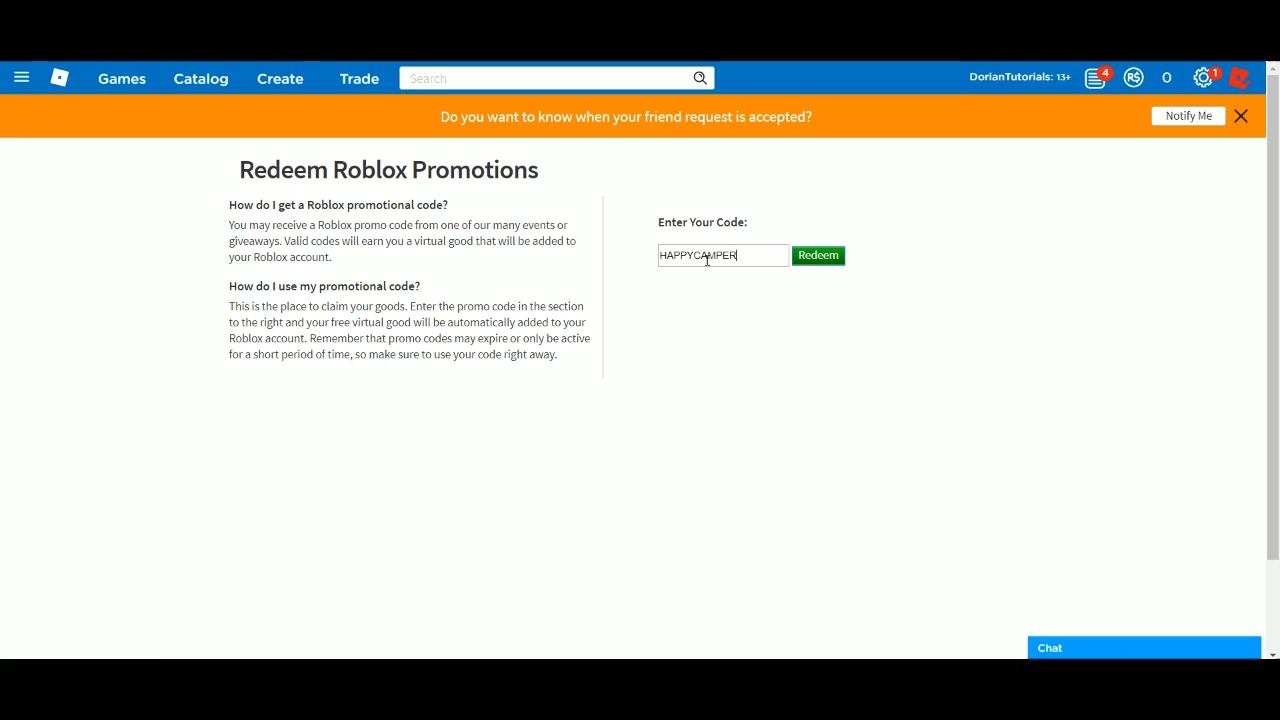 Games Catalog Create Trade Search DorianTutorials: 13+ 4 R$ 0 1
Do you want to know when your friend request is accepted? Notify Me
Redeem Roblox Promotions
How do I get a Roblox promotional code?
You may receive a Roblox promo code from one of our many events or
giveaways. Valid codes will earn you a virtual good that will be added to
your Roblox account.
How do I use my promotional code?
This is the place to claim your goods. Enter the promo code in the section
to the right and your free virtual good will be automatically added to your
Roblox account. Remember that promo codes may expire or only be active
for a short period of time, so make sure to use your code right away.
Enter Your Code:
HAPPYCAMPER Redeem
Chat